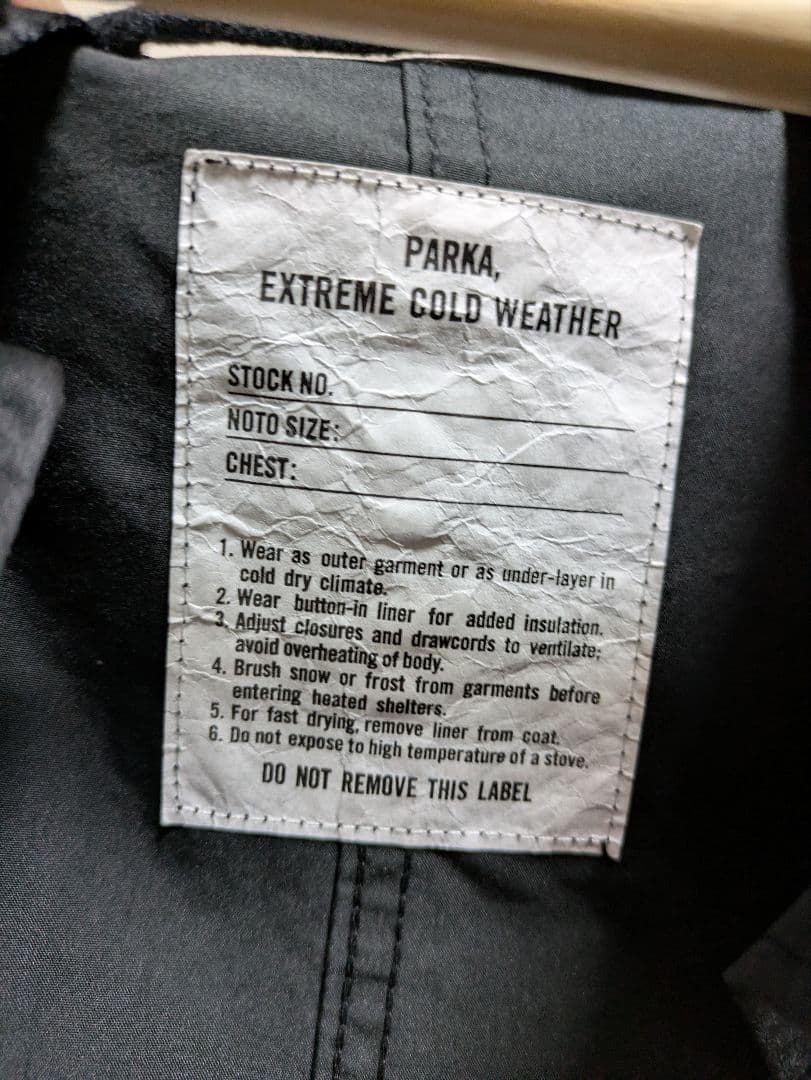 PARKA,
EXTREME COLD WEATHER
STOCK NO.
NOTO SIZE:
CHEST:
1. Wear as outer garment or as under-layer in
cold dry climate.
2. Wear button-in liner for added insulation.
3. Adjust closures and drawcords to ventilate;
avoid overheating of body.
4. Brush snow or frost from garments before
entering heated shelters.
5. For fast drying, remove liner from coat.
6. Do not expose to high temperature of a stove.
DO NOT REMOVE THIS LABEL